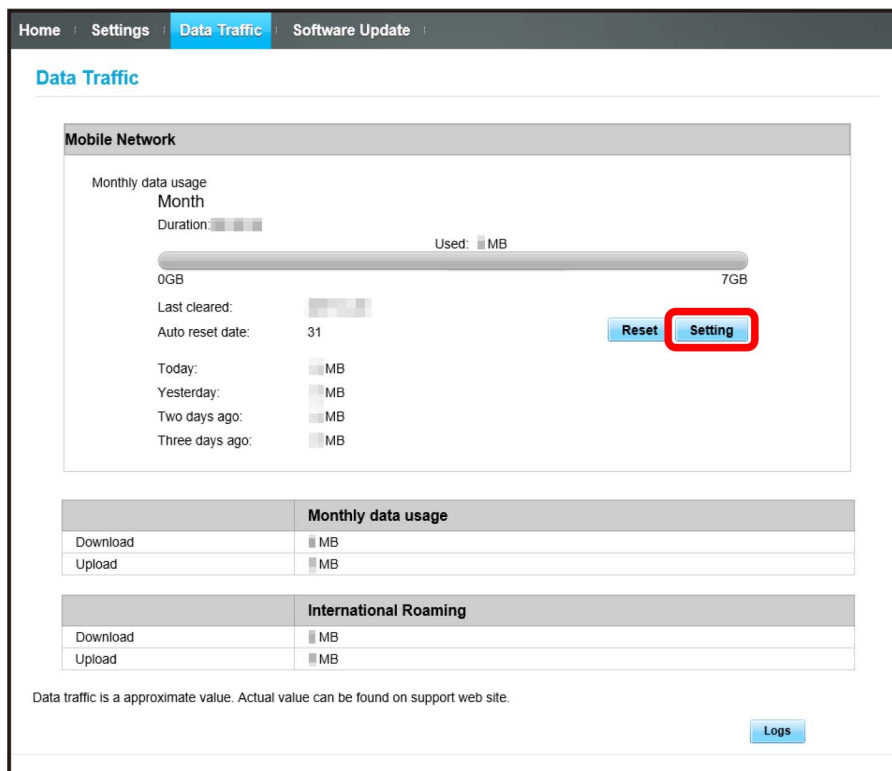 Home Settings Data Traffic Software Update
Data Traffic
Mobile Network
Monthly data usage
Month
Duration:
Used: MB
0GB 7GB
Last cleared:
Auto reset date: 31 Reset Setting
Today: MB
Yesterday: MB
Two days ago: MB
Three days ago: MB
Monthly data usage
Download MB
Upload MB
International Roaming
Download MB
Upload MB
Data traffic is a approximate value. Actual value can be found on support web site.
Logs